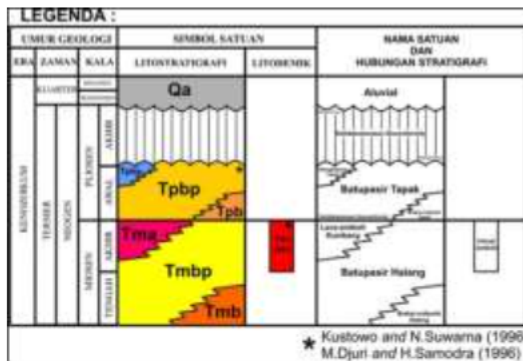 LEGENDA :
UMUR GEOLOGI SIMBOL SATUAN NAMA SATUAN
DAN
HUBUNGAN STRATIGRAFI
ERA ZAMAN KALA LITOSTRATIGRAFI LITODEMIK
KUARTER Qa Aluvial
KENOZOIKUM TERSIER NEOGEN
PLIOSEN AKHIR
AWAL Tpbp Batupasir Tapak
Tpb
MIOSEN AKHIR Tma
TENGAH Tmbp Batupasir Halang
Tmb
* Kustowo and N.Suwarna (1996
M.Djuri and H.Samodra (1996)